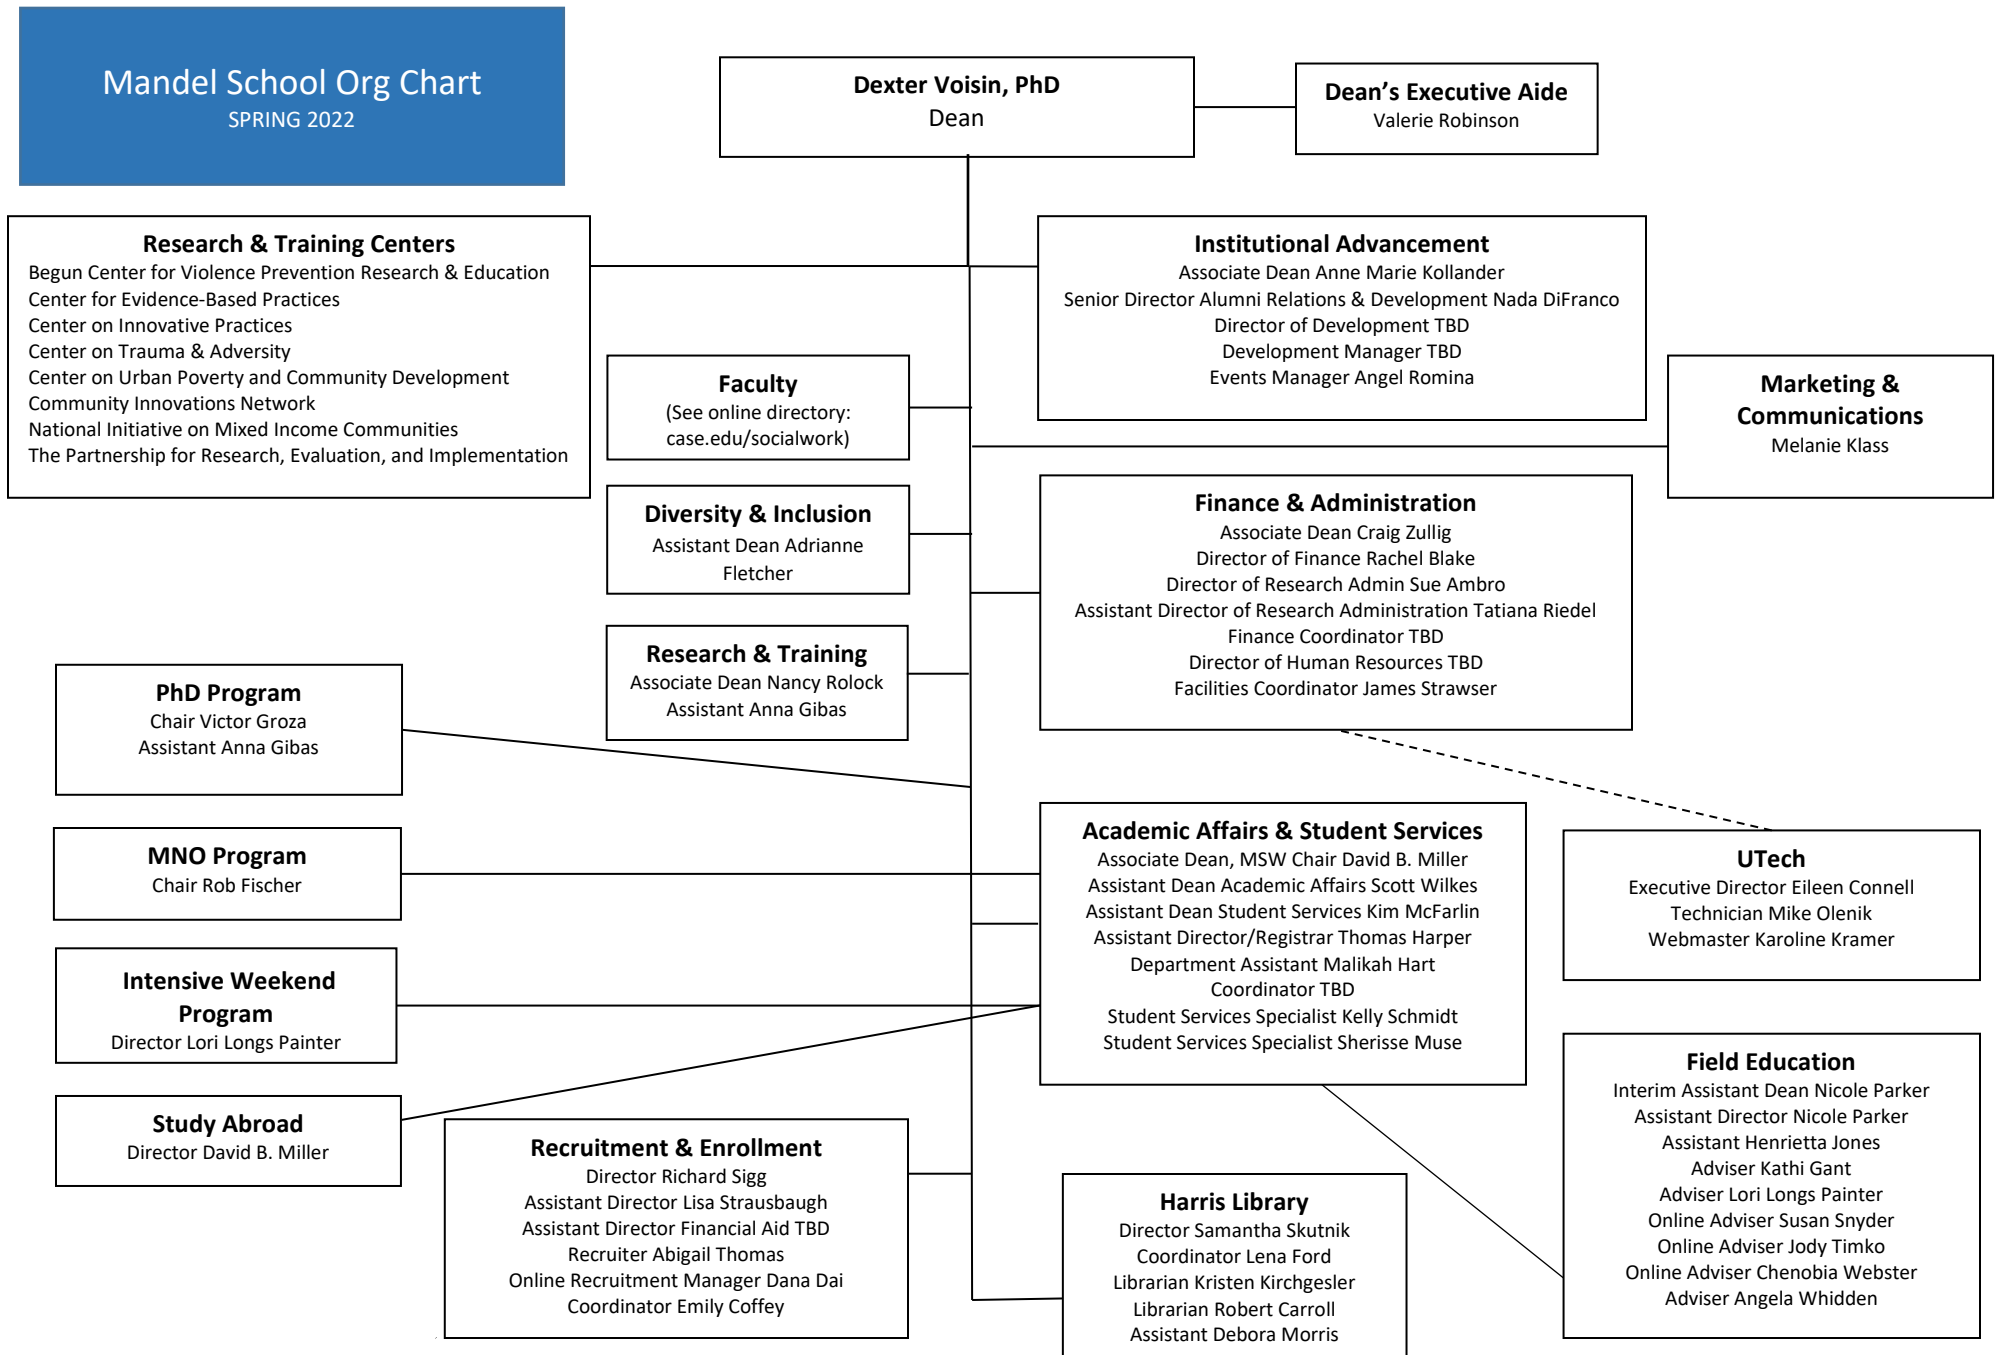 Mandel School Org Chart
SPRING 2022
Dexter Voisin, PhD
Dean
Dean’s Executive Aide
Valerie Robinson
Research & Training Centers
Begun Center for Violence Prevention Research & Education
Center for Evidence-Based Practices
Center on Innovative Practices
Center on Trauma & Adversity
Center on Urban Poverty and Community Development
Community Innovations Network
National Initiative on Mixed Income Communities
The Partnership for Research, Evaluation, and Implementation
Institutional Advancement
Associate Dean Anne Marie Kollander
Senior Director Alumni Relations & Development Nada DiFranco
Director of Development TBD
Development Manager TBD
Events Manager Angel Romina
Faculty
(See online directory:
case.edu/socialwork)
Marketing &
Communications
Melanie Klass
Diversity & Inclusion
Assistant Dean Adrianne
Fletcher
Finance & Administration
Associate Dean Craig Zullig
Director of Finance Rachel Blake
Director of Research Admin Sue Ambro
Assistant Director of Research Administration Tatiana Riedel
Finance Coordinator TBD
Director of Human Resources TBD
Facilities Coordinator James Strawser
Research & Training
Associate Dean Nancy Rolock
Assistant Anna Gibas
PhD Program
Chair Victor Groza
Assistant Anna Gibas
MNO Program
Chair Rob Fischer
Academic Affairs & Student Services
Associate Dean, MSW Chair David B. Miller
Assistant Dean Academic Affairs Scott Wilkes
Assistant Dean Student Services Kim McFarlin
Assistant Director/Registrar Thomas Harper
Department Assistant Malikah Hart
Coordinator TBD
Student Services Specialist Kelly Schmidt
Student Services Specialist Sherisse Muse
UTech
Executive Director Eileen Connell
Technician Mike Olenik
Webmaster Karoline Kramer
Intensive Weekend
Program
Director Lori Longs Painter
Field Education
Interim Assistant Dean Nicole Parker
Assistant Director Nicole Parker
Assistant Henrietta Jones
Adviser Kathi Gant
Adviser Lori Longs Painter
Online Adviser Susan Snyder
Online Adviser Jody Timko
Online Adviser Chenobia Webster
Adviser Angela Whidden
Study Abroad
Director David B. Miller
Recruitment & Enrollment
Director Richard Sigg
Assistant Director Lisa Strausbaugh
Assistant Director Financial Aid TBD
Recruiter Abigail Thomas
Online Recruitment Manager Dana Dai
Coordinator Emily Coffey
Harris Library
Director Samantha Skutnik
Coordinator Lena Ford
Librarian Kristen Kirchgesler
Librarian Robert Carroll
Assistant Debora Morris